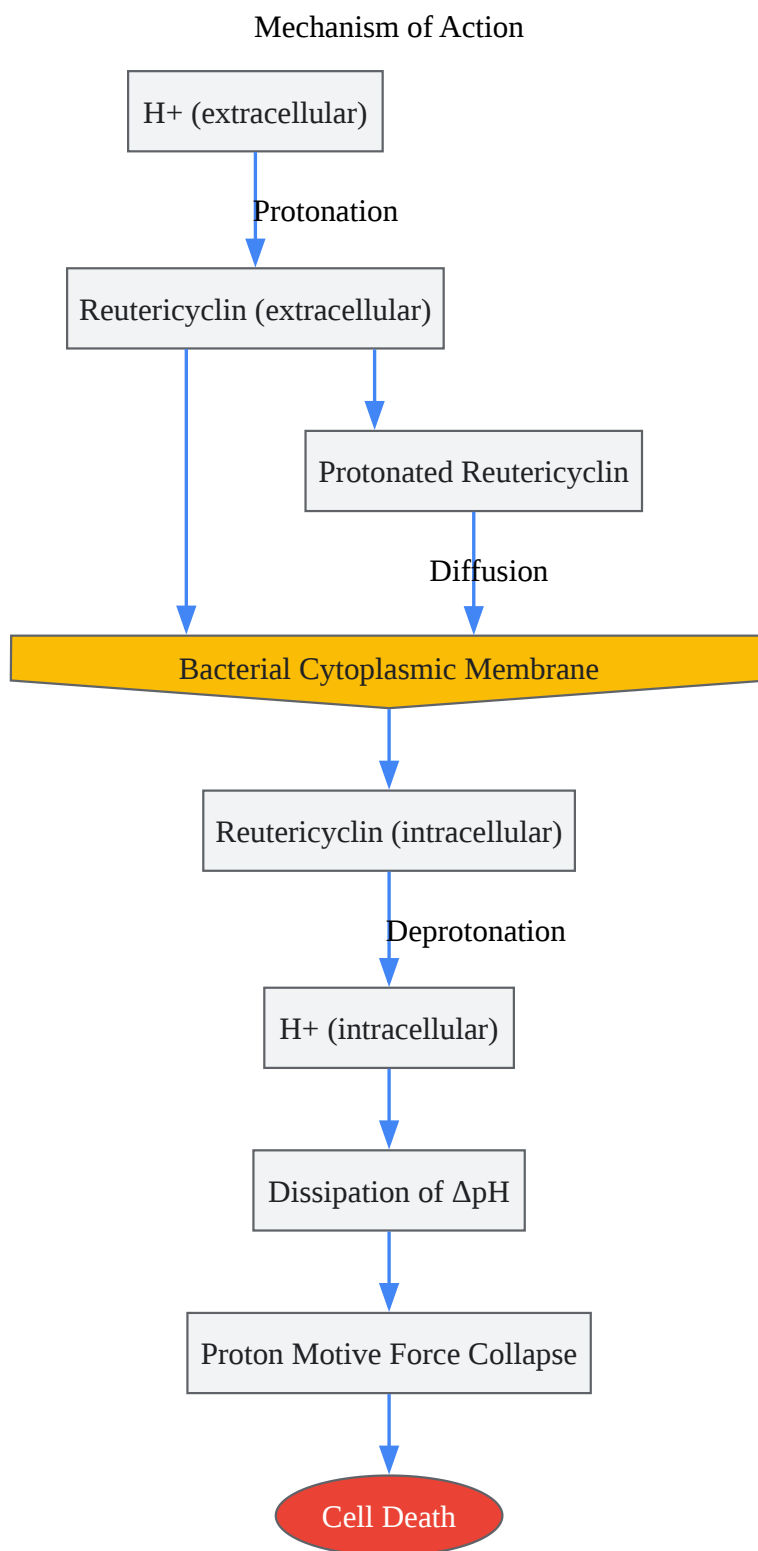 Mechanism of Action
H+ (extracellular)
Protonation
Reutericyclin (extracellular)
Protonated Reutericyclin
Diffusion
Bacterial Cytoplasmic Membrane
Reutericyclin (intracellular)
Deprotonation
H+ (intracellular)
Dissipation of ΔpH
Proton Motive Force Collapse
Cell Death